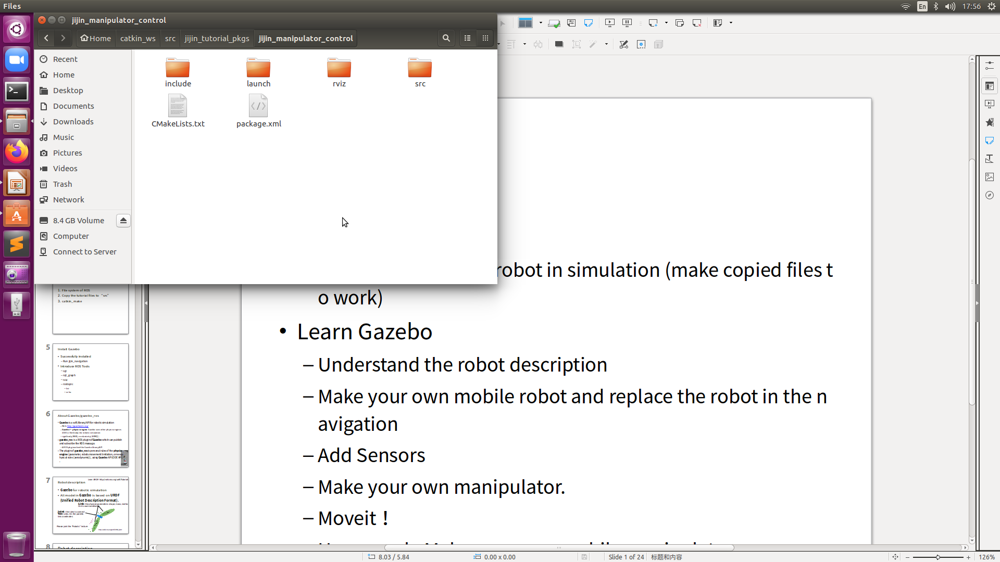 Files
En
17:56
jijin_manipulator_control
Home
catkin_ws
src
jijin_tutorial_pkgs
jijin_manipulator_control
Recent
Home
Desktop
Documents
Downloads
Music
Pictures
Videos
Trash
Network
8.4 GB Volume
Computer
Connect to Server
include
launch
rviz
src
CMakeLists.txt
package.xml
robot in simulation (make copied files t
o work)
• Learn Gazebo
– Understand the robot description
– Make your own mobile robot and replace the robot in the n
avigation
– Add Sensors
– Make your own manipulator.
– Moveit！
1. File system of ROS
2. Copy the tutorial files to "src"
3. catkin_make
5
Install Gazebo
• Successfully installed
– Run jijin_navigation
• Introduce ROS Tools
– rqt
– rqt_graph
– rviz
– rostopic
6
About Gazebo/gazebo_ros
7
Robot description
• Gazebo for robotic simulation
• All model in Gazebo is based on URDF
(Unified Robot Description Format).
8
Robot description
8.03 / 5.84
0.00 x 0.00
Slide 1 of 24
标题和内容
126%